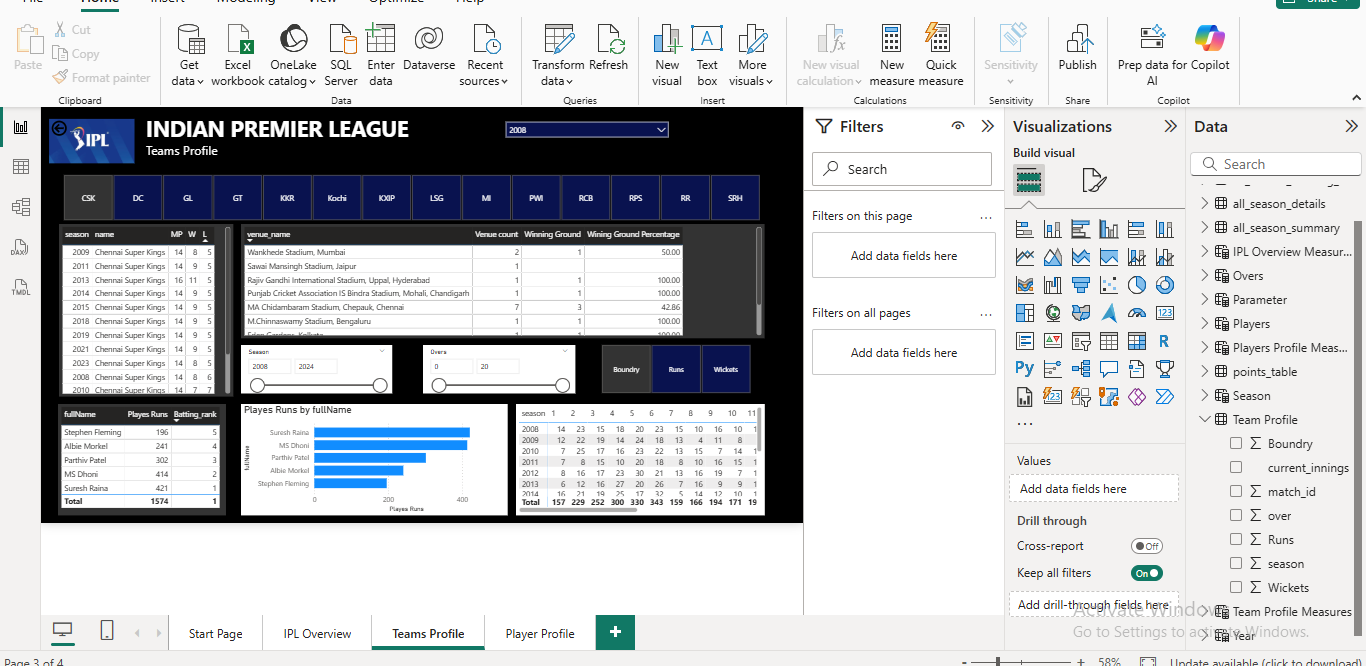 File Home Insert Modeling View Optimize Help Share
Paste
Cut
Copy
Format painter
Clipboard
Get data
Excel workbook
OneLake catalog
SQL Server
Enter data
Dataverse
Recent sources
Data
Transform data
Refresh
Queries
New visual
Text box
More visuals
Insert
New visual calculation
New measure
Quick measure
Calculations
Sensitivity
Sensitivity
Publish
Share
Prep data for AI
Copilot
Copilot
IPL
INDIAN PREMIER LEAGUE
Teams Profile
2008
CSK DC GL GT KKR Kochi KXIP LSG MI PWI RCB RPS RR SRH
season name MP W L
2009 Chennai Super Kings 14 8 5
2011 Chennai Super Kings 14 9 5
2013 Chennai Super Kings 16 11 5
2014 Chennai Super Kings 14 9 5
2015 Chennai Super Kings 14 9 5
2018 Chennai Super Kings 14 9 5
2019 Chennai Super Kings 14 9 5
2021 Chennai Super Kings 14 9 5
2023 Chennai Super Kings 14 8 5
2008 Chennai Super Kings 14 8 6
2010 Chennai Super Kings 14 7 7
venue_name Venue count Winning Ground Wining Ground Percentage
Wankhede Stadium, Mumbai 2 1 50.00
Sawai Mansingh Stadium, Jaipur 1
Rajiv Gandhi International Stadium, Uppal, Hyderabad 1 1 100.00
Punjab Cricket Association IS Bindra Stadium, Mohali, Chandigarh 1 1 100.00
MA Chidambaram Stadium, Chepauk, Chennai 7 3 42.86
M.Chinnaswamy Stadium, Bengaluru 1 1 100.00
Eden Gardens, Kolkata 1 1 100.00
Season
2008 2024
Overs
0 20
Boundry Runs Wickets
fullName Playes Runs Batting_rank
Stephen Fleming 196 5
Albie Morkel 241 4
Parthiv Patel 302 3
MS Dhoni 414 2
Suresh Raina 421 1
Total 1574 1
Playes Runs by fullName
fullName
Suresh Raina
MS Dhoni
Parthiv Patel
Albie Morkel
Stephen Fleming
0 200 400
Playes Runs
season 1 2 3 4 5 6 7 8 9 10 11
2008 14 23 15 18 20 23 15 10 16 10 1
2009 12 22 19 14 24 18 13 4 11 8
2010 7 25 17 16 23 22 13 15 7 14 1
2011 7 8 15 10 20 18 8 10 16 15 1
2012 8 16 17 23 30 21 13 16 19 7 1
2013 6 12 16 27 20 26 7 16 9 9 1
2014 16 21 19 25 17 32 5 14 12 10 1
Total 157 229 252 300 330 343 159 166 194 171 19
Filters
Search
Filters on this page ...
Add data fields here
Filters on all pages ...
Add data fields here
Visualizations
Build visual
123
R
Py
123
...
Values
Add data fields here
Drill through
Cross-report Off
Keep all filters On
Add drill-through fields here
Data
Search
all_season_details
all_season_summary
IPL Overview Measur...
Overs
Parameter
Players
Players Profile Meas...
points_table
Season
Team Profile
Boundry
current_innings
match_id
over
Runs
season
Wickets
Team Profile Measures
Year
Activate Windows
Go to Settings to activate Windows.
DAX
TMDL
Start Page IPL Overview Teams Profile Player Profile +
Page 3 of 4
- + 58% Update available (click to download)